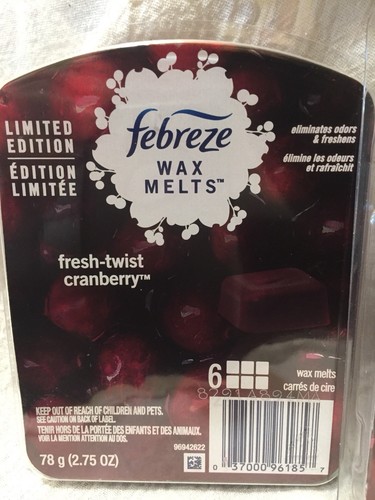 LIMITED
EDITION
ÉDITION
LIMITÉE
febreze
WAX
MELTS™
eliminates odors
& freshens
élimine les odeurs
et rafraîchit
fresh-twist
cranberry™
6
wax melts
carrés de cire
KEEP OUT OF REACH OF CHILDREN AND PETS.
SEE CAUTION ON BACK OF LABEL.
TENIR HORS DE LA PORTÉE DES ENFANTS ET DES ANIMAUX.
VOIR LA MENTION ATTENTION AU DOS.
96942622
78 g (2.75 OZ)
0 37000 96185 7